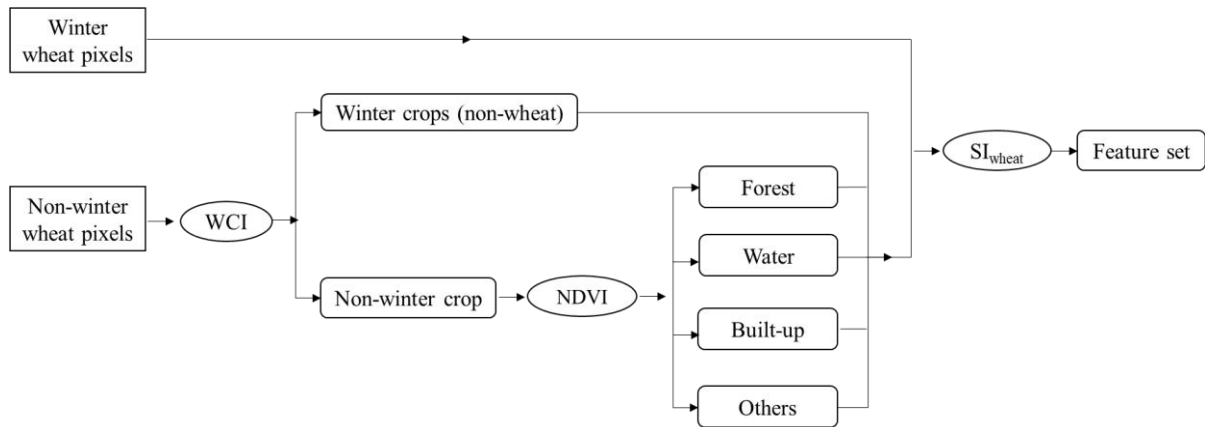 Winter
wheat pixels
Winter crops (non-wheat)
SIwheat
Feature set
Forest
Non-winter
wheat pixels
WCI
Water
Non-winter crop
NDVI
Built-up
Others